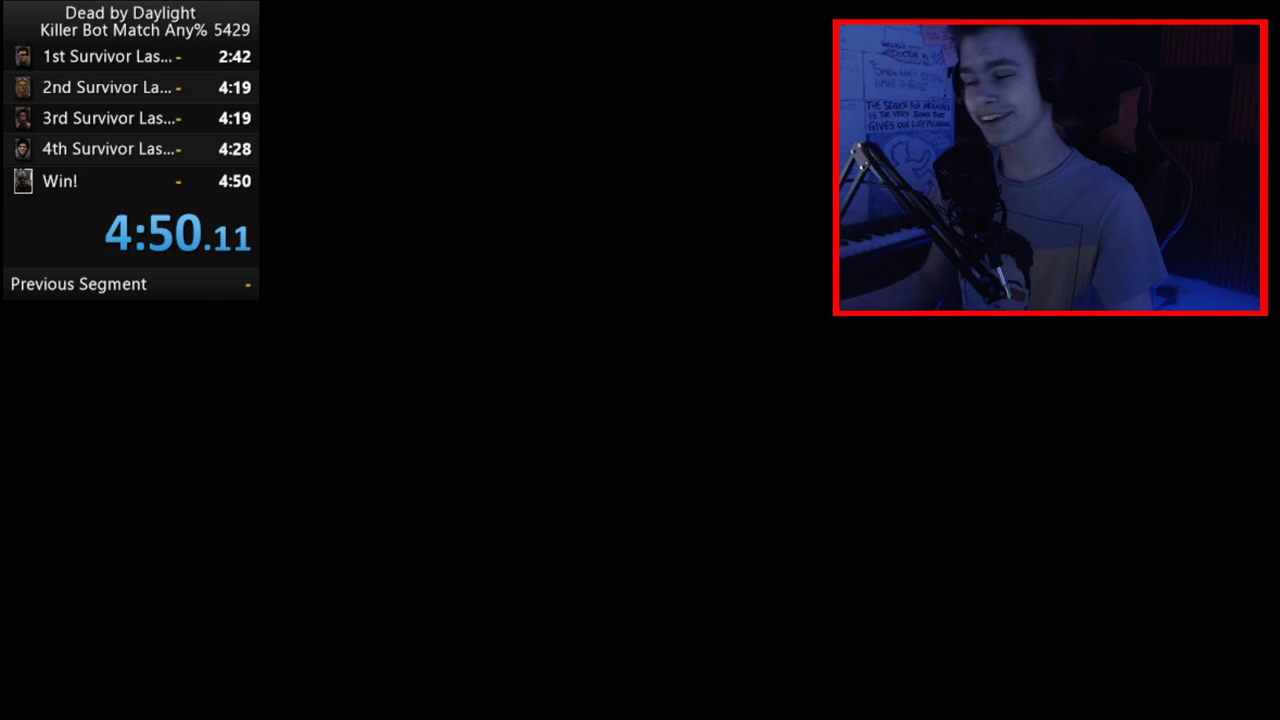 Dead by Daylight
Killer Bot Match Any% 5429
1st Survivor Las... - 2:42
2nd Survivor La... - 4:19
3rd Survivor Las... - 4:19
4th Survivor Las... - 4:28
Win! - 4:50
4:50.11
Previous Segment -
THE SEARCH FOR MEANING
IS THE VERY THING THAT
GIVES OUR LIFE MEANING